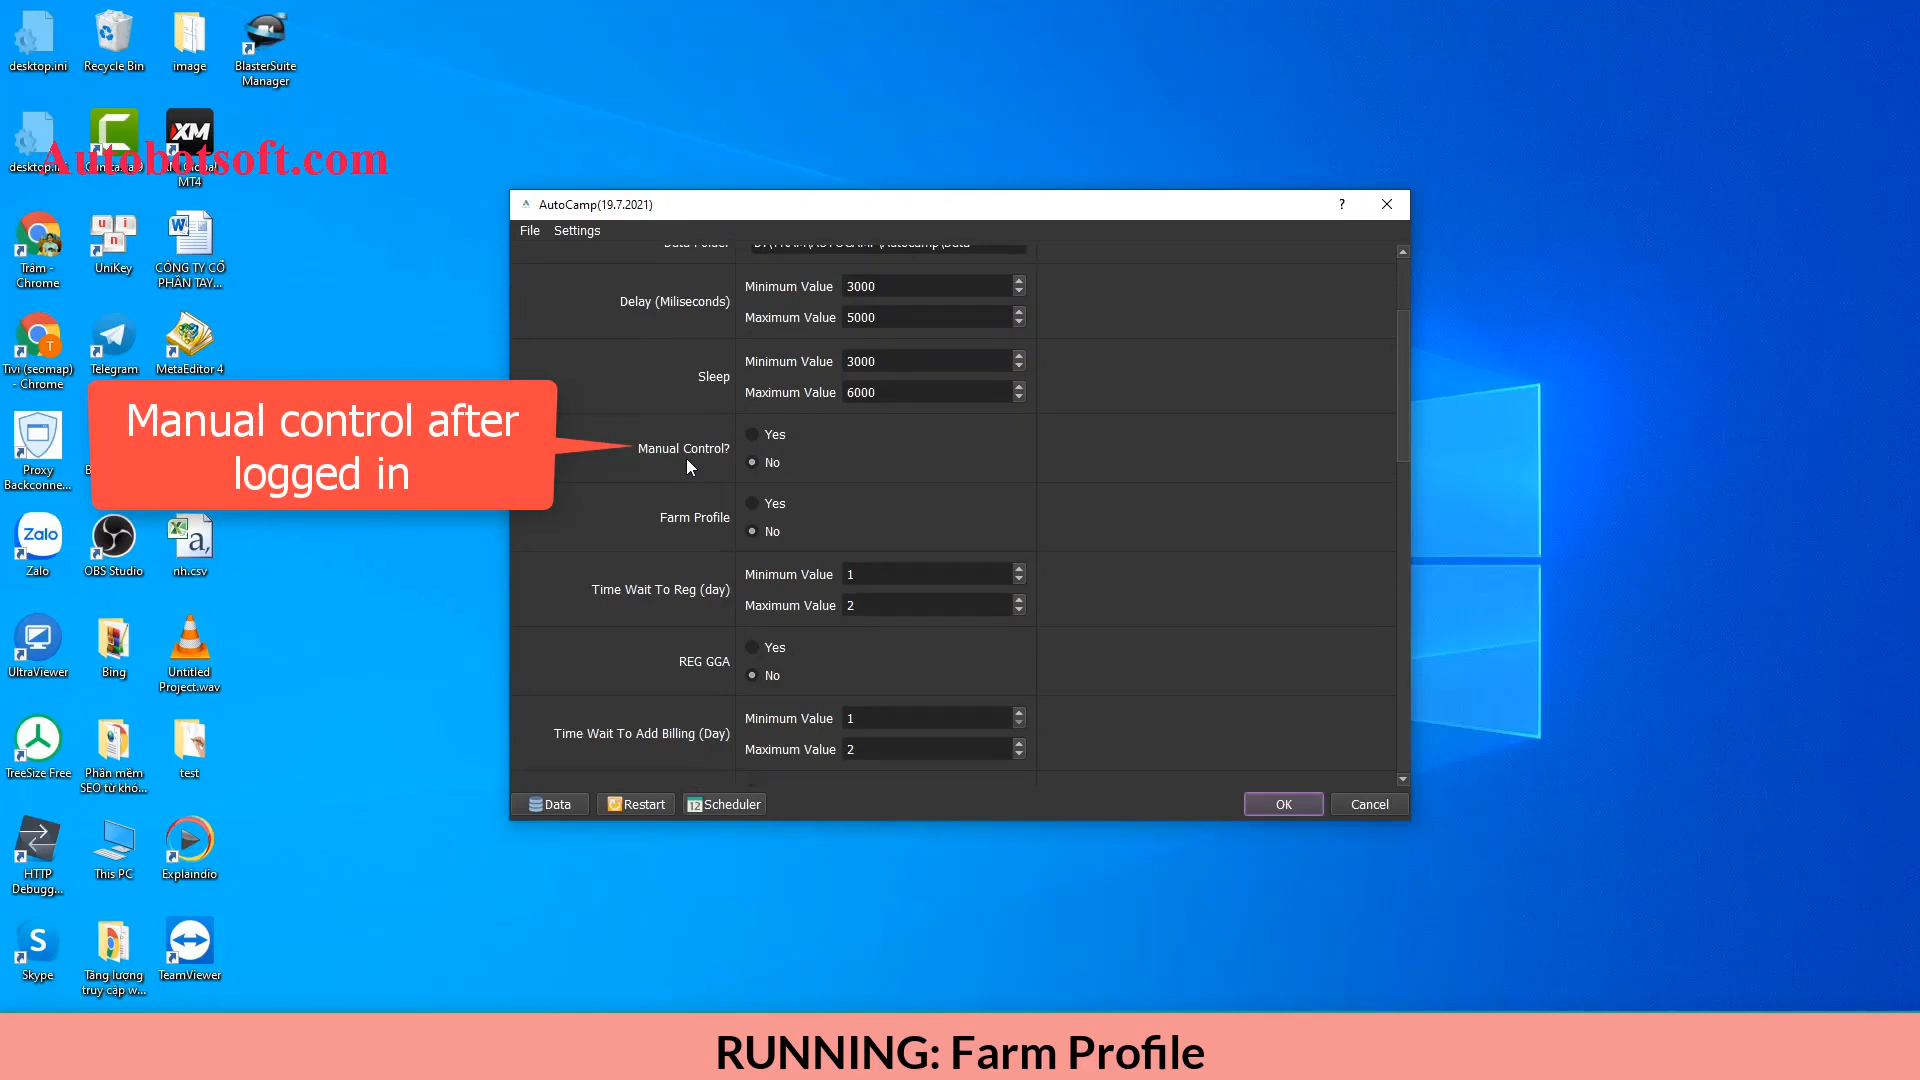 desktop.ini
Recycle Bin
image
BlasterSuite
Manager
XM
MT4
Autobotsoft.com
Trâm -
Chrome
UniKey
CÔNG TY CỔ
PHẦN TAY...
Tivi (seomap)
- Chrome
Telegram
MetaEditor 4
Proxy
Backconne...
Zalo
Zalo
OBS Studio
nh.csv
UltraViewer
Bing
Untitled
Project.wav
TreeSize Free
Phần mềm
SEO từ khó...
test
HTTP
Debugg...
This PC
Explaindio
Skype
Tăng lượng
truy cập w...
TeamViewer
Manual control after
logged in
AutoCamp(19.7.2021)
?
File Settings
Delay (Miliseconds)
Minimum Value 3000
Maximum Value 5000
Sleep
Minimum Value 3000
Maximum Value 6000
Manual Control?
Yes
No
Farm Profile
Yes
No
Time Wait To Reg (day)
Minimum Value 1
Maximum Value 2
REG GGA
Yes
No
Time Wait To Add Billing (Day)
Minimum Value 1
Maximum Value 2
Data Restart 12 Scheduler OK Cancel
RUNNING: Farm Profile